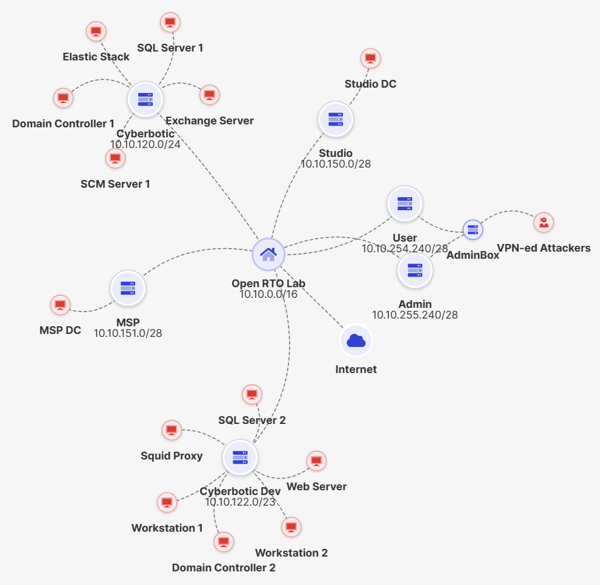 SQL Server 1
Elastic Stack
Studio DC
Domain Controller 1
Exchange Server
Cyberbotic
10.10.120.0/24
Studio
10.10.150.0/28
SCM Server 1
User
10.10.254.240/28
AdminBox
VPN-ed Attackers
Open RTO Lab
10.10.0.0/16
Admin
10.10.255.240/28
MSP DC
MSP
10.10.151.0/28
Internet
SQL Server 2
Squid Proxy
Cyberbotic Dev
10.10.122.0/23
Web Server
Workstation 1
Workstation 2
Domain Controller 2